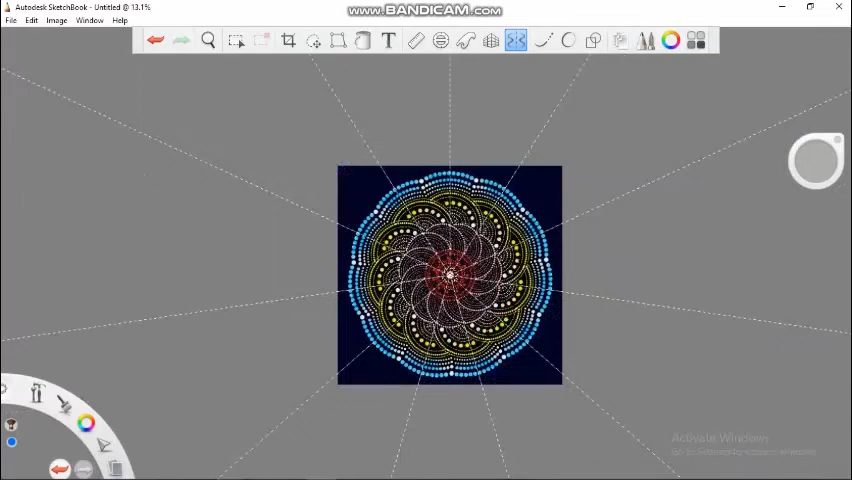 Autodesk SketchBook - Untitled @ 13.1%
www.BANDICAM.com
File Edit Image Window Help
T
Activate Windows